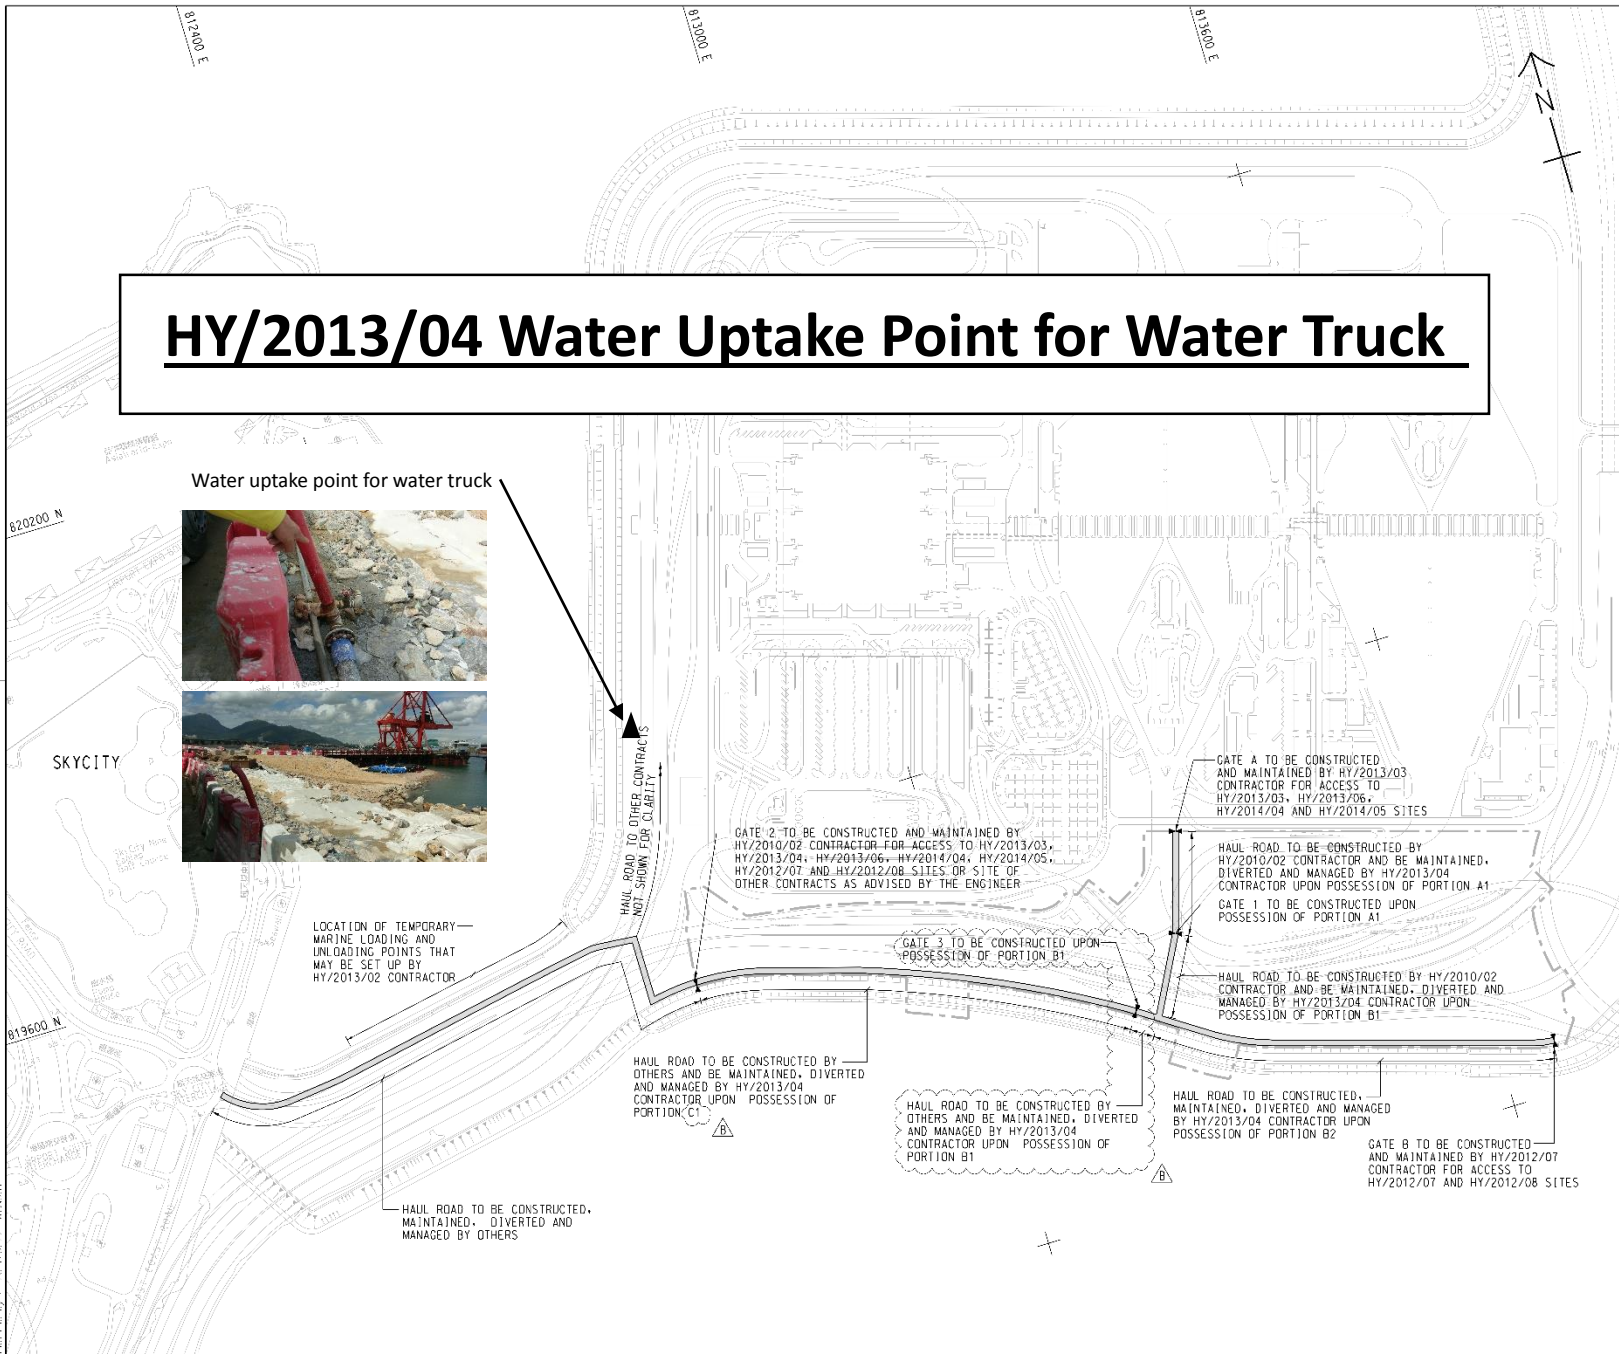 812400 E
813000 E
813600 E
N
HY/2013/04 Water Uptake Point for Water Truck
Water uptake point for water truck
820200 N
SKYCITY
819600 N
HAUL ROAD TO OTHER CONTRACTS
NOT SHOWN FOR CLARITY
GATE A TO BE CONSTRUCTED
AND MAINTAINED BY HY/2013/03
CONTRACTOR FOR ACCESS TO
HY/2013/03, HY/2013/06,
HY/2014/04 AND HY/2014/05 SITES
GATE 2 TO BE CONSTRUCTED AND MAINTAINED BY
HY/2010/02 CONTRACTOR FOR ACCESS TO HY/2013/03,
HY/2013/04, HY/2013/06, HY/2014/04, HY/2014/05,
HY/2012/07 AND HY/2012/08 SITES OR SITE OF
OTHER CONTRACTS AS ADVISED BY THE ENGINEER
HAUL ROAD TO BE CONSTRUCTED BY
HY/2010/02 CONTRACTOR AND BE MAINTAINED,
DIVERTED AND MANAGED BY HY/2013/04
CONTRACTOR UPON POSSESSION OF PORTION A1
GATE 1 TO BE CONSTRUCTED UPON
POSSESSION OF PORTION A1
LOCATION OF TEMPORARY
MARINE LOADING AND
UNLOADING POINTS THAT
MAY BE SET UP BY
HY/2013/02 CONTRACTOR
GATE 3 TO BE CONSTRUCTED UPON
POSSESSION OF PORTION B1
HAUL ROAD TO BE CONSTRUCTED BY HY/2010/02
CONTRACTOR AND BE MAINTAINED, DIVERTED AND
MANAGED BY HY/2013/04 CONTRACTOR UPON
POSSESSION OF PORTION B1
HAUL ROAD TO BE CONSTRUCTED BY
OTHERS AND BE MAINTAINED, DIVERTED
AND MANAGED BY HY/2013/04
CONTRACTOR UPON POSSESSION OF
PORTION C1
B
HAUL ROAD TO BE CONSTRUCTED BY
OTHERS AND BE MAINTAINED, DIVERTED
AND MANAGED BY HY/2013/04
CONTRACTOR UPON POSSESSION OF
PORTION B1
B
HAUL ROAD TO BE CONSTRUCTED,
MAINTAINED, DIVERTED AND MANAGED
BY HY/2013/04 CONTRACTOR UPON
POSSESSION OF PORTION B2
GATE B TO BE CONSTRUCTED
AND MAINTAINED BY HY/2012/07
CONTRACTOR FOR ACCESS TO
HY/2012/07 AND HY/2012/08 SITES
HAUL ROAD TO BE CONSTRUCTED,
MAINTAINED, DIVERTED AND
MANAGED BY OTHERS